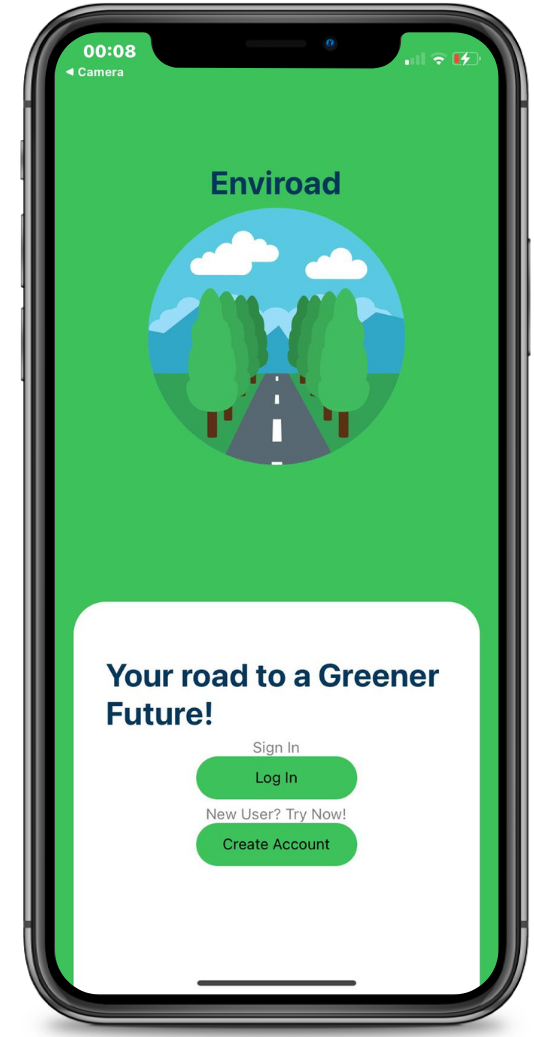 00:08
◀ Camera
Enviroad
Your road to a Greener
Future!
Sign In
Log In
New User? Try Now!
Create Account